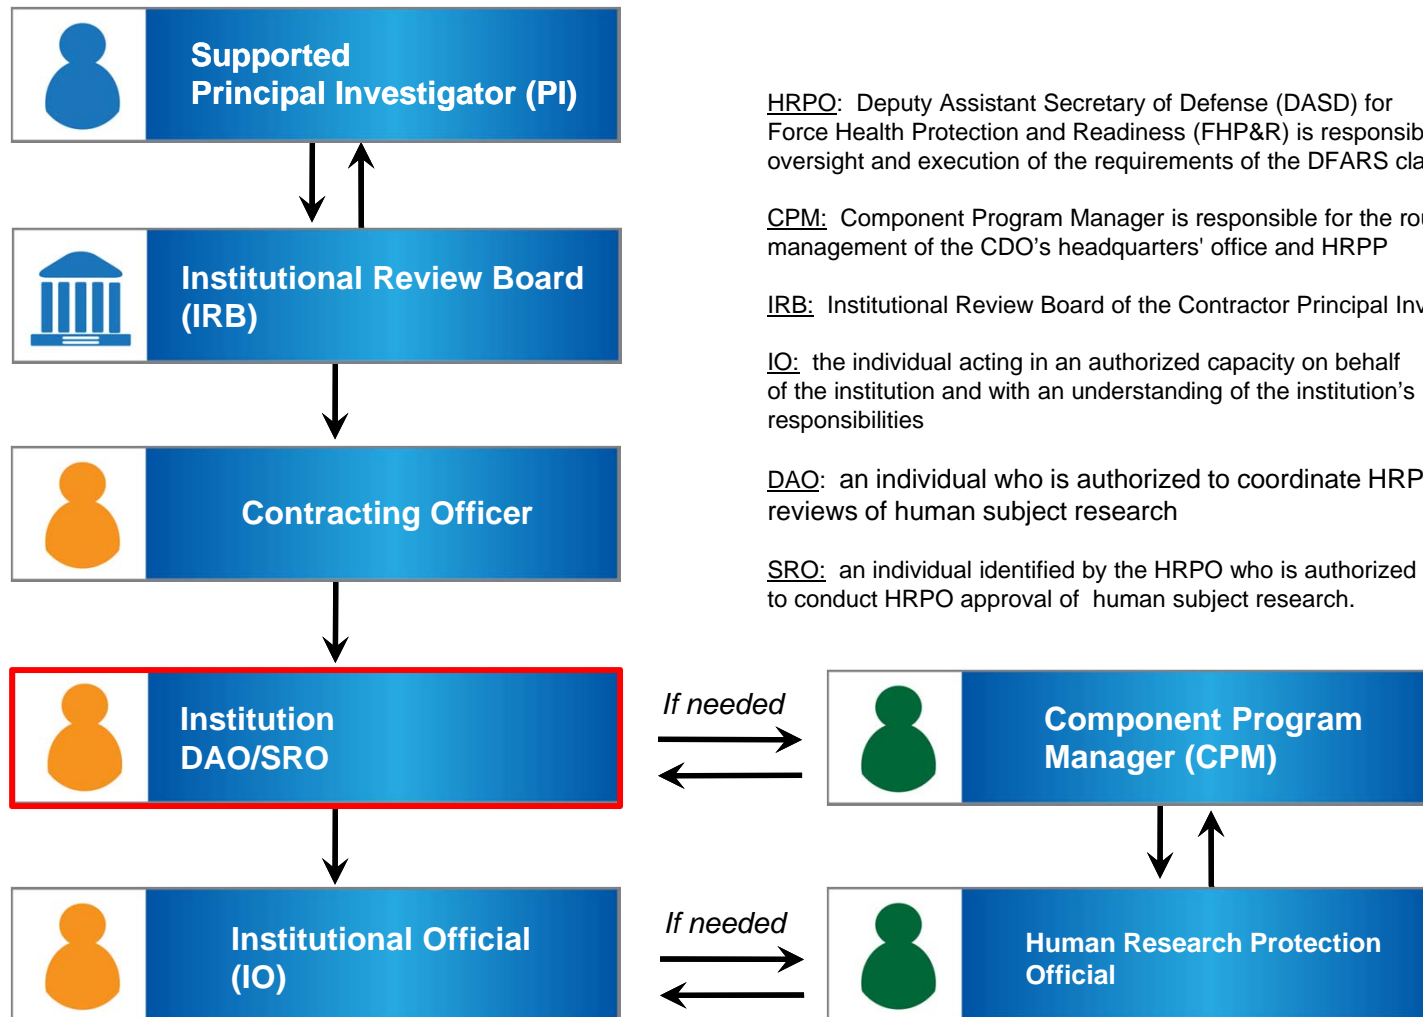 Supported
Principal Investigator (PI)
HRPO: Deputy Assistant Secretary of Defense (DASD) for
Force Health Protection and Readiness (FHP&R) is
oversight and execution of the requirements of the DFARS
CPM: Component Program Manager is responsible for the
management of the CDO's headquarters' office and HRPP
IRB: Institutional Review Board of the Contractor Principal
IO: the individual acting in an authorized capacity on behalf
of the institution and with an understanding of the institution's
responsibilities
DAO: an individual who is authorized to coordinate
reviews of human subject research
SRO: an individual identified by the HRPO who is authorized
to conduct HRPO approval of human subject research.
Institutional Review Board
(IRB)
Contracting Officer
Institution
DAO/SRO
If needed
Component Program
Manager (CPM)
Institutional Official
(IO)
If needed
Human Research Protection
Official